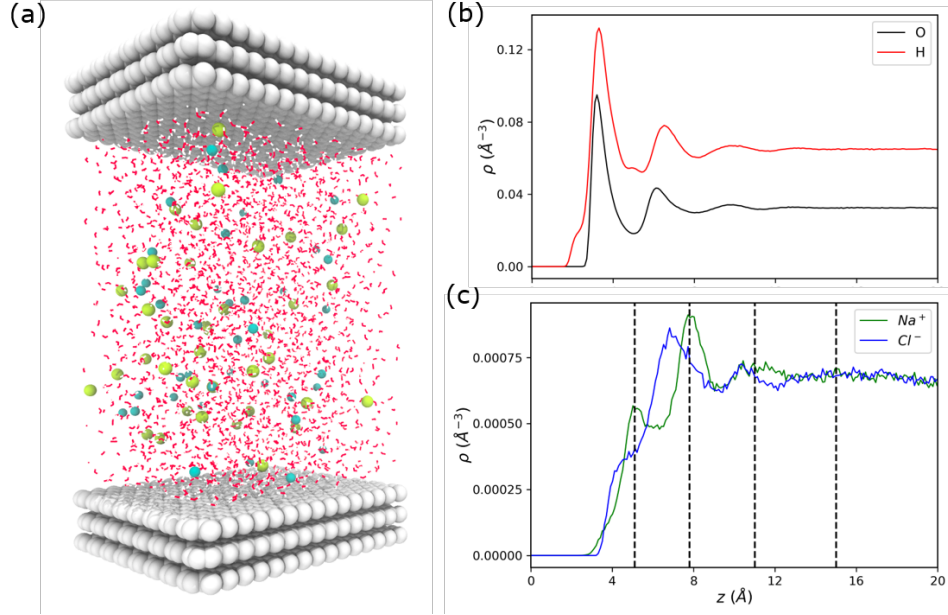 (a)
(b)
ρ (Å⁻³)
0.12
0.08
0.04
0.00
O
H
(c)
ρ (Å⁻³)
0.00075
0.00050
0.00025
0.00000
Na⁺
Cl⁻
0 4 8 12 16 20
z (Å)